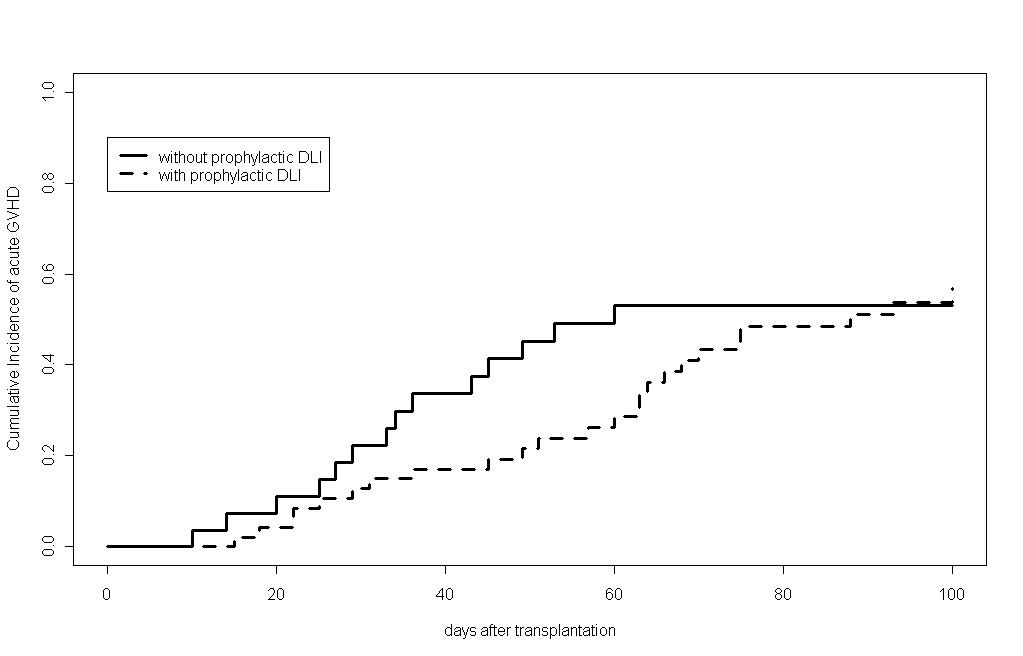 1.0
0.8
0.6
0.4
0.2
0.0
Cumulative Incidence of acute GVHD
without prophylactic DLI
with prophylactic DLI
0 20 40 60 80 100
days after transplantation